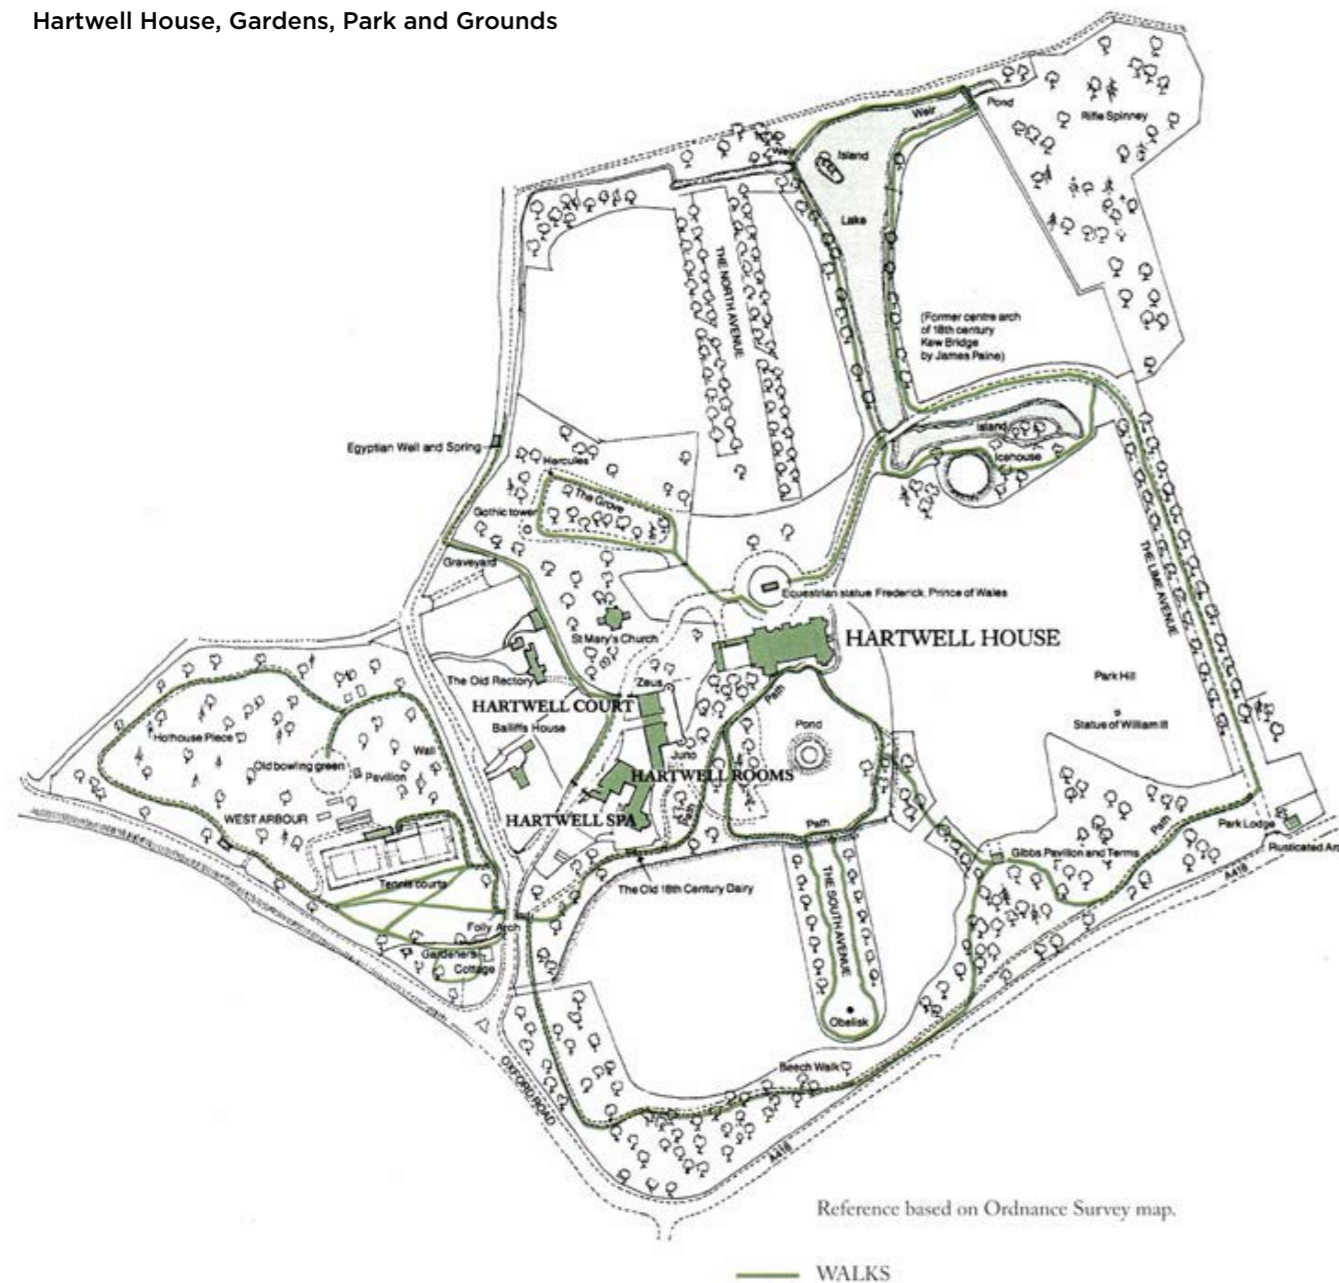 Hartwell House, Gardens, Park and Grounds
Weir
Pond
Rifle Spinney
Weir
Island
Lake
THE NORTH AVENUE
(Former centre arch
of 18th century
Kew Bridge
by James Paine)
Egyptian Well and Spring
Island
Icehouse
Hercules
The Grove
Gothic tower
THE LIME AVENUE
Graveyard
Equestrian statue Frederick, Prince of Wales
St Mary's Church
HARTWELL HOUSE
The Old Rectory
Zeus
Path
Park Hill
HARTWELL COURT
Bailiffs House
Pond
Statue of William III
Hothouse Piece
Wall
Juno
Old bowling green
Pavilion
HARTWELL ROOMS
WEST ARBOUR
HARTWELL SPA
Path
Path
Path
Park Lodge
Rusticated Arc
Gibbs Pavilion and Terms
A418
Tennis courts
The Old 18th Century Dairy
THE SOUTH AVENUE
Folly Arch
Gardeners
Cottage
Obelisk
Beech Walk
OXFORD ROAD
A418
Reference based on Ordnance Survey map.
WALKS